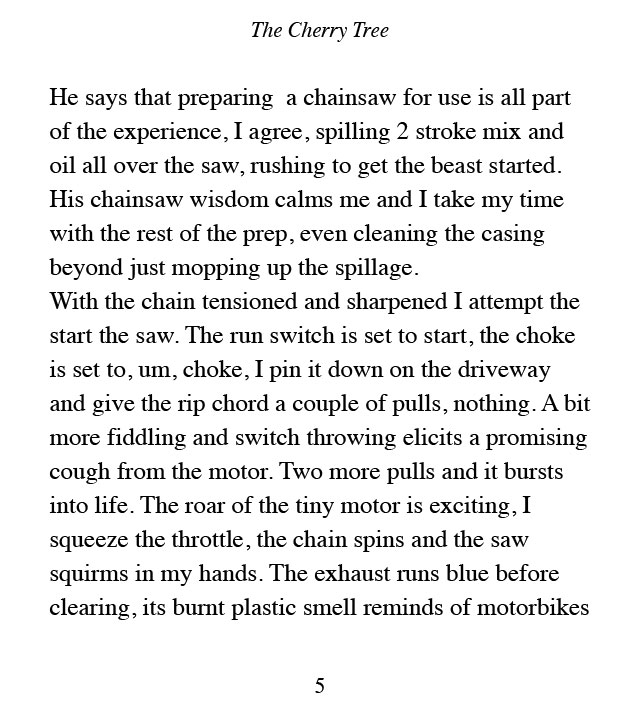 The Cherry Tree
He says that preparing  a chainsaw for use is all part
of the experience, I agree, spilling 2 stroke mix and
oil all over the saw, rushing to get the beast started.
His chainsaw wisdom calms me and I take my time
with the rest of the prep, even cleaning the casing
beyond just mopping up the spillage.
With the chain tensioned and sharpened I attempt the
start the saw. The run switch is set to start, the choke
is set to, um, choke, I pin it down on the driveway
and give the rip chord a couple of pulls, nothing. A bit
more fiddling and switch throwing elicits a promising
cough from the motor. Two more pulls and it bursts
into life. The roar of the tiny motor is exciting, I
squeeze the throttle, the chain spins and the saw
squirms in my hands. The exhaust runs blue before
clearing, its burnt plastic smell reminds of motorbikes
5